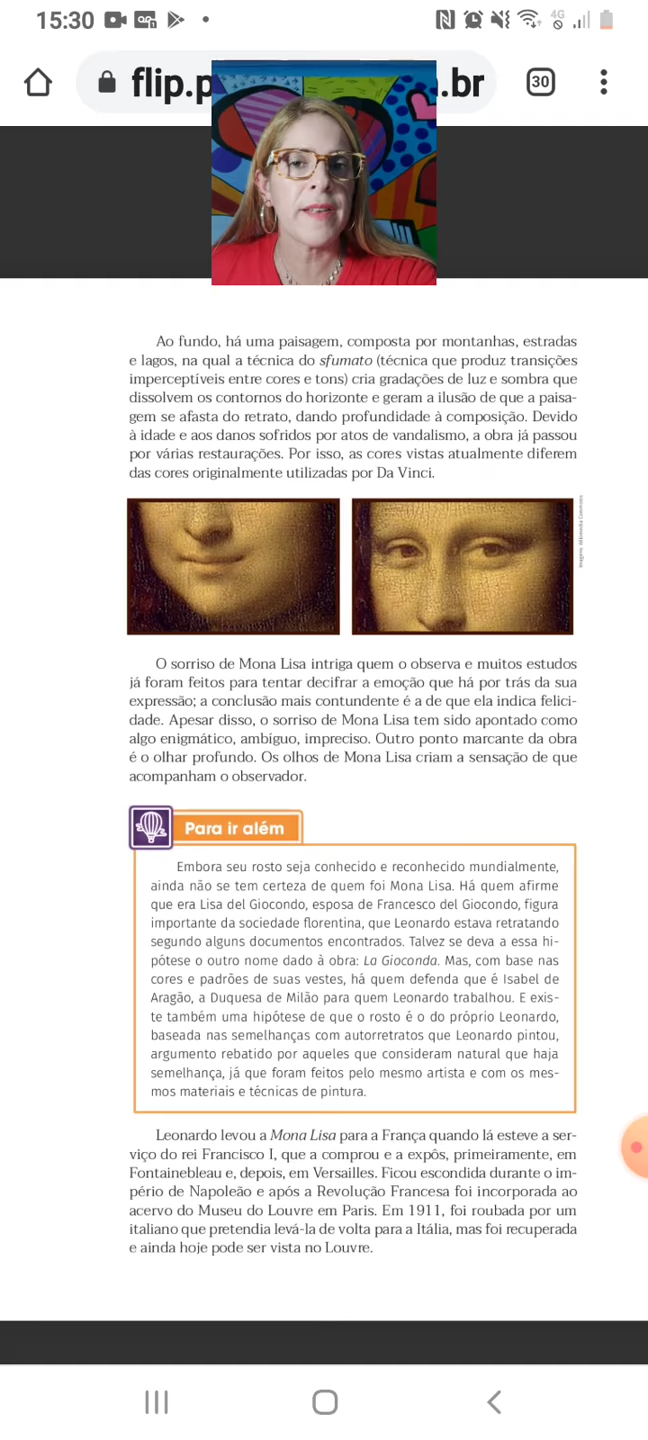 15:30
4G
flip.p
.br
30
Ao fundo, há uma paisagem, composta por montanhas, estradas
e lagos, na qual a técnica do sfumato (técnica que produz transições
imperceptíveis entre cores e tons) cria gradações de luz e sombra que
dissolvem os contornos do horizonte e geram a ilusão de que a paisa-
gem se afasta do retrato, dando profundidade à composição. Devido
à idade e aos danos sofridos por atos de vandalismo, a obra já passou
por várias restaurações. Por isso, as cores vistas atualmente diferem
das cores originalmente utilizadas por Da Vinci.
Imagens: Wikimedia Commons
O sorriso de Mona Lisa intriga quem o observa e muitos estudos
já foram feitos para tentar decifrar a emoção que há por trás da sua
expressão; a conclusão mais contundente é a de que ela indica felici-
dade. Apesar disso, o sorriso de Mona Lisa tem sido apontado como
algo enigmático, ambíguo, impreciso. Outro ponto marcante da obra
é o olhar profundo. Os olhos de Mona Lisa criam a sensação de que
acompanham o observador.
Para ir além
Embora seu rosto seja conhecido e reconhecido mundialmente,
ainda não se tem certeza de quem foi Mona Lisa. Há quem afirme
que era Lisa del Giocondo, esposa de Francesco del Giocondo, figura
importante da sociedade florentina, que Leonardo estava retratando
segundo alguns documentos encontrados. Talvez se deva a essa hi-
pótese o outro nome dado à obra: La Gioconda. Mas, com base nas
cores e padrões de suas vestes, há quem defenda que é Isabel de
Aragão, a Duquesa de Milão para quem Leonardo trabalhou. E exis-
te também uma hipótese de que o rosto é o do próprio Leonardo,
baseada nas semelhanças com autorretratos que Leonardo pintou,
argumento rebatido por aqueles que consideram natural que haja
semelhança, já que foram feitos pelo mesmo artista e com os mes-
mos materiais e técnicas de pintura.
Leonardo levou a Mona Lisa para a França quando lá esteve a ser-
viço do rei Francisco I, que a comprou e a expôs, primeiramente, em
Fontainebleau e, depois, em Versailles. Ficou escondida durante o im-
pério de Napoleão e após a Revolução Francesa foi incorporada ao
acervo do Museu do Louvre em Paris. Em 1911, foi roubada por um
italiano que pretendia levá-la de volta para a Itália, mas foi recuperada
e ainda hoje pode ser vista no Louvre.